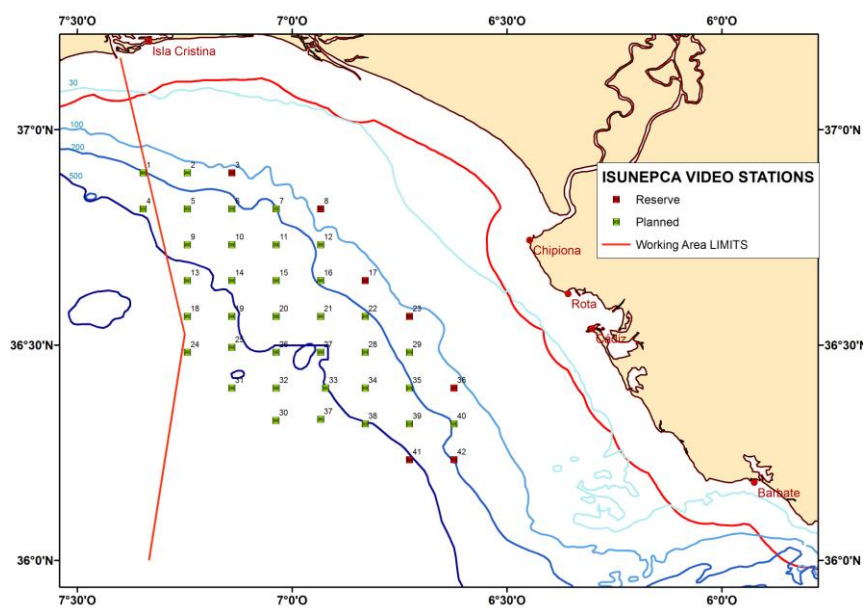 7°30'O 7°0'O 6°30'O 6°0'O
Isla Cristina
30
37°0'N 37°0'N
100
200
500
1 2 3
ISUNEPCA VIDEO STATIONS
Reserve
Planned
Working Area LIMITS
4 5 6 7 8
Chipiona
9 10 11 12
13 14 15 16 17
Rota
18 19 20 21 22 23
Cádiz
36°30'N 36°30'N
24 25 26 27 28 29
31 32 33 34 35 36
30 37 38 39 40
41 42
Barbate
36°0'N 36°0'N
7°30'O 7°0'O 6°30'O 6°0'O